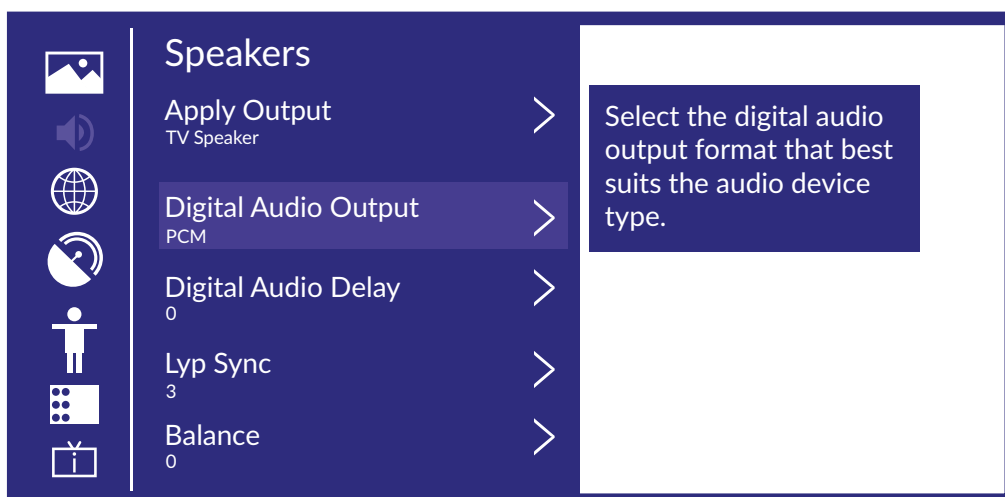 Speakers
Apply Output
TV Speaker
Digital Audio Output
PCM
Digital Audio Delay
0
Lyp Sync
3
Balance
0
Select the digital audio
output format that best
suits the audio device
type.
i